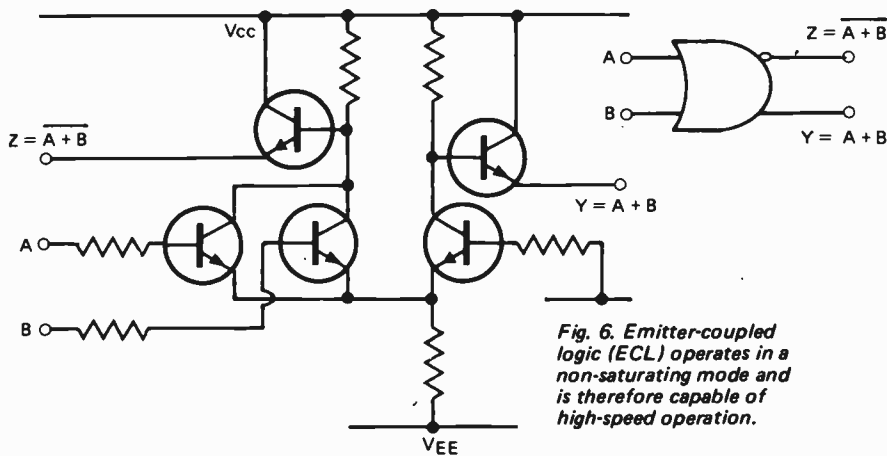 Vcc
Z = A + B
A
B
Y = A + B
VEE
A
B
Z = A + B
Y = A + B
Fig. 6. Emitter-coupled
logic (ECL) operates in a
non-saturating mode and
is therefore capable of
high-speed operation.